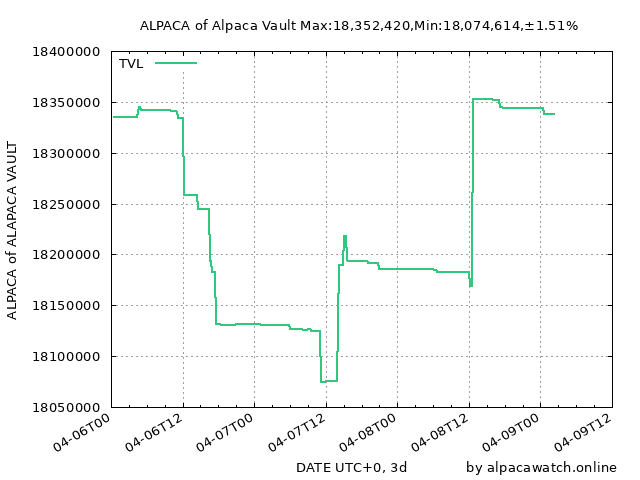 ALPACA of Alpaca Vault Max:18,352,420,Min:18,074,614,±1.51%
TVL
18400000
18350000
18300000
18250000
18200000
18150000
18100000
18050000
ALPACA of ALAPACA VAULT
04-06T00
04-06T12
04-07T00
04-07T12
04-08T00
04-08T12
04-09T00
04-09T12
DATE UTC+0, 3d
by alpacawatch.online